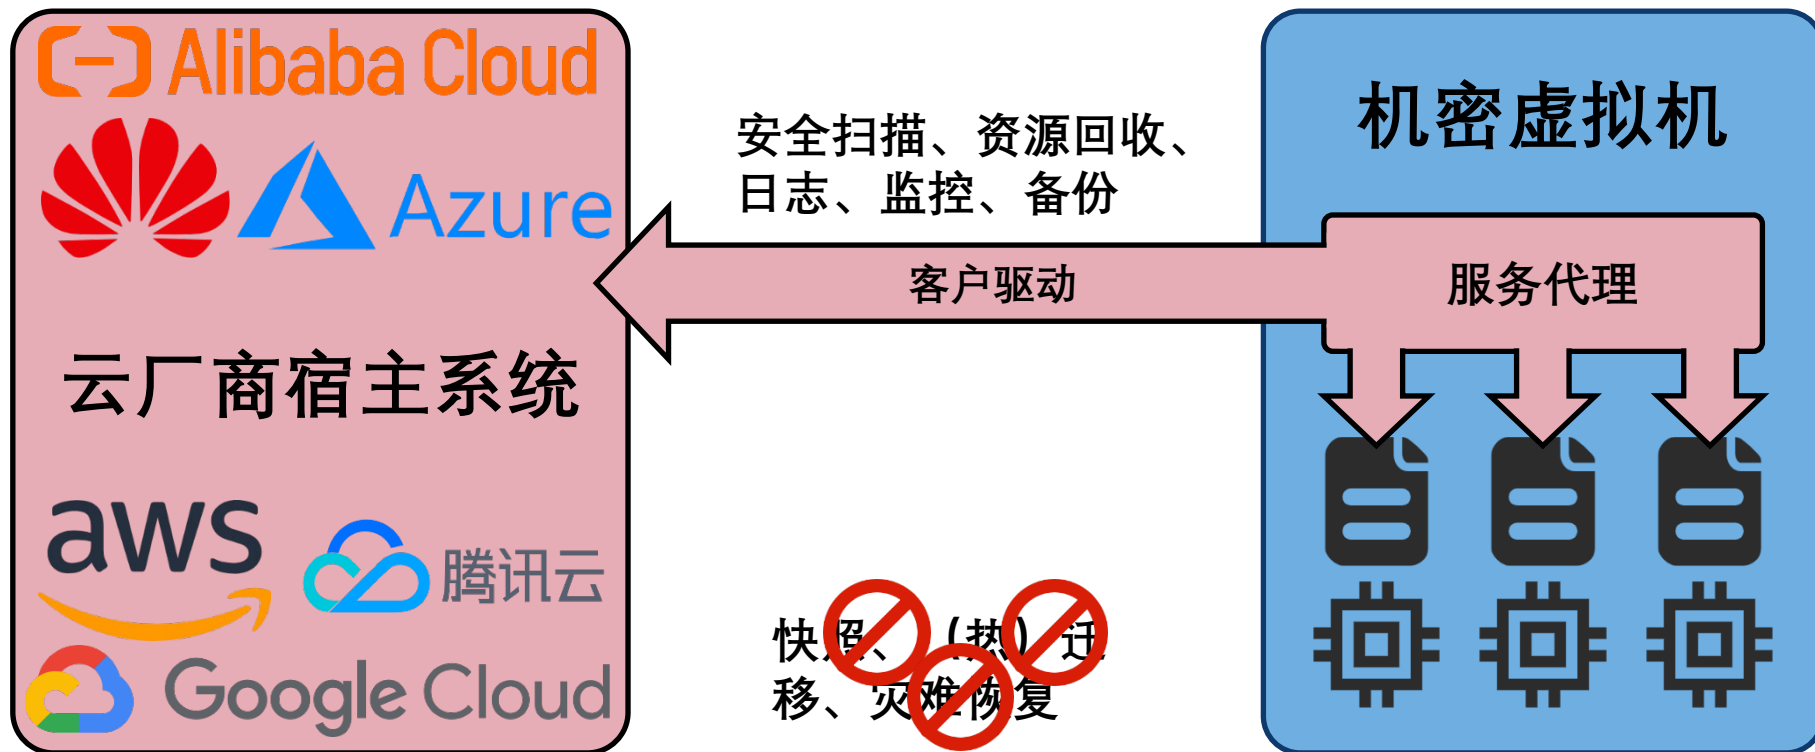 Alibaba Cloud
Azure
云厂商宿主系统
aws
腾讯云
Google Cloud
安全扫描、资源回收、
日志、监控、备份
客户驱动
快照、(热)迁
移、灾难恢复
机密虚拟机
服务代理